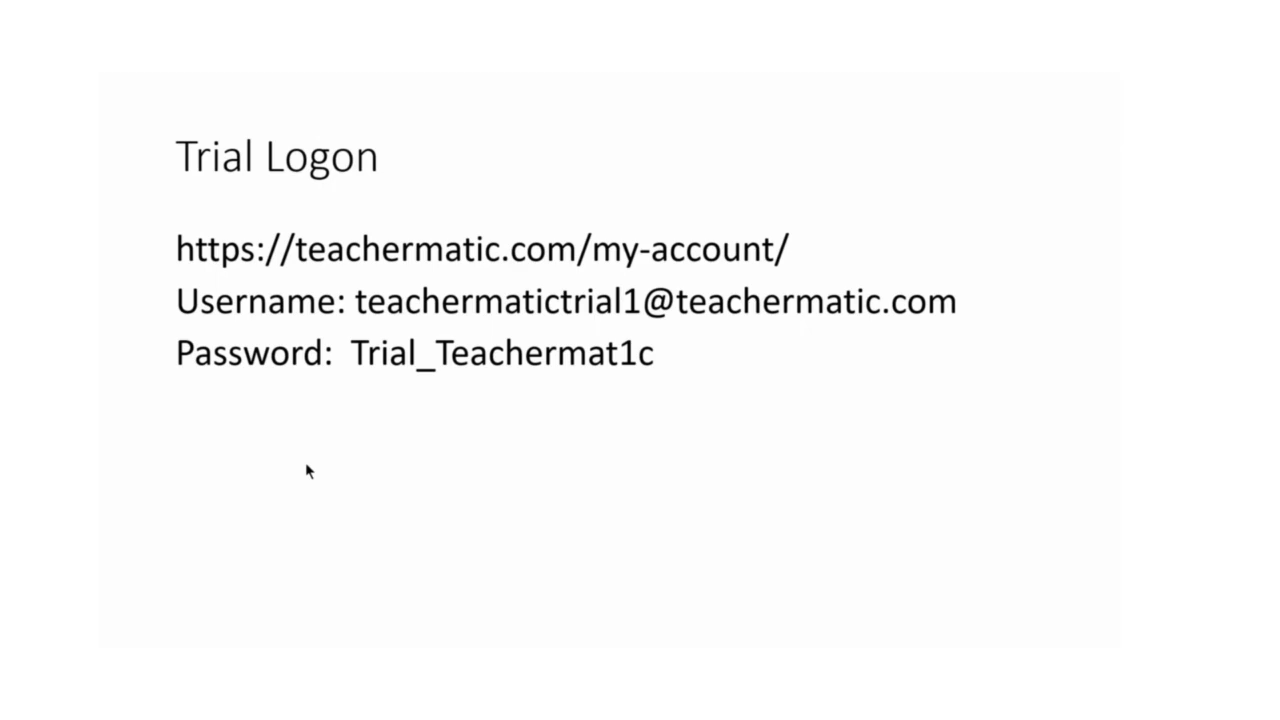 Trial Logon
https://teachermatic.com/my-account/
Username: teachermatictrial1@teachermatic.com
Password:  Trial_Teachermat1c